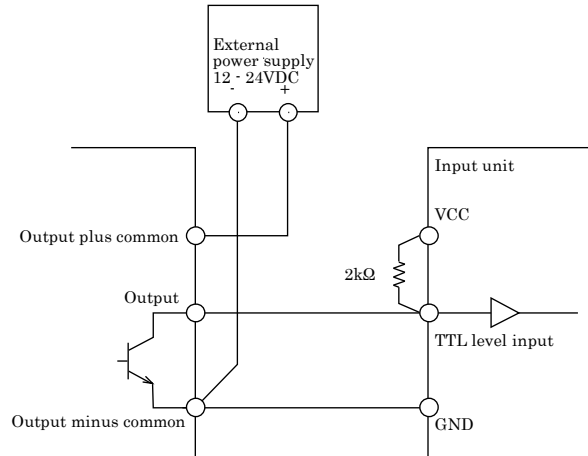 External
power supply
12 - 24VDC
- +
Input unit
VCC
Output plus common
2kΩ
Output
TTL level input
Output minus common
GND